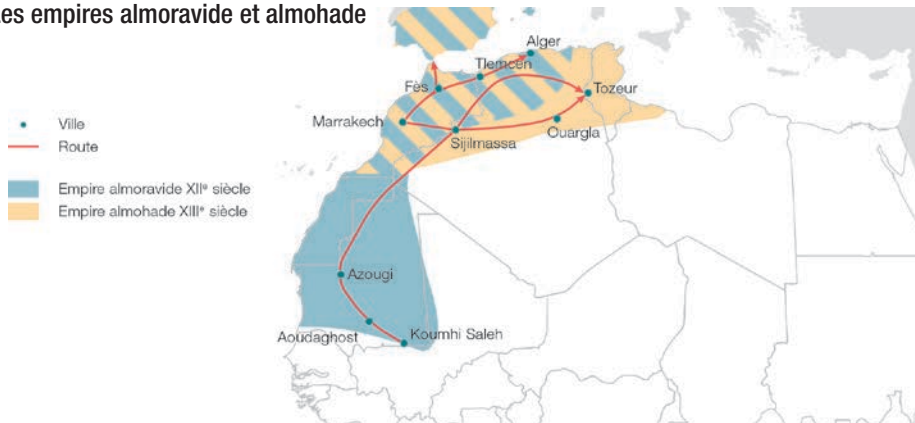 Les empires almoravide et almohade
Ville
Route
Empire almoravide XIIe siècle
Empire almohade XIIIe siècle
Alger
Tlemcen
Fès
Tozeur
Marrakech
Sijilmassa
Ouargla
Azougi
Aoudaghost
Koumhi Saleh